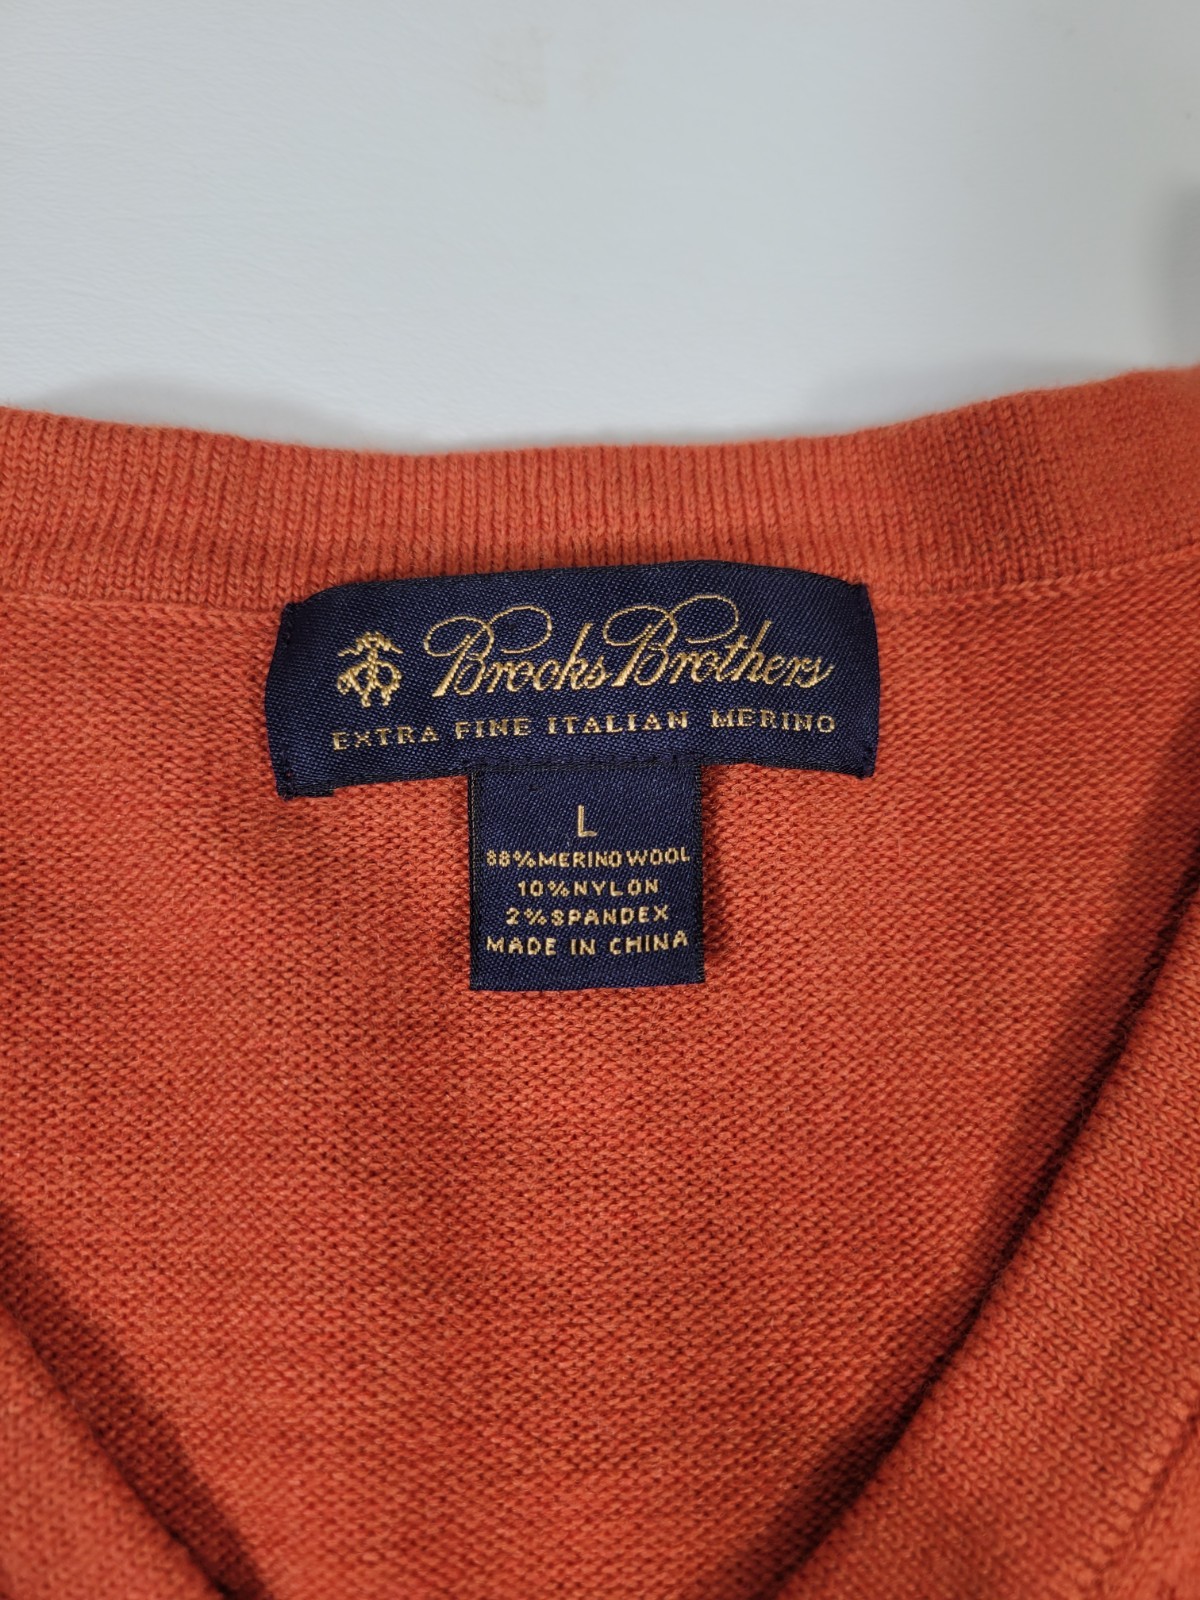 Brooks Brothers
EXTRA FINE ITALIAN MERINO
L
88% MERINO WOOL
10% NYLON
2% SPANDEX
MADE IN CHINA